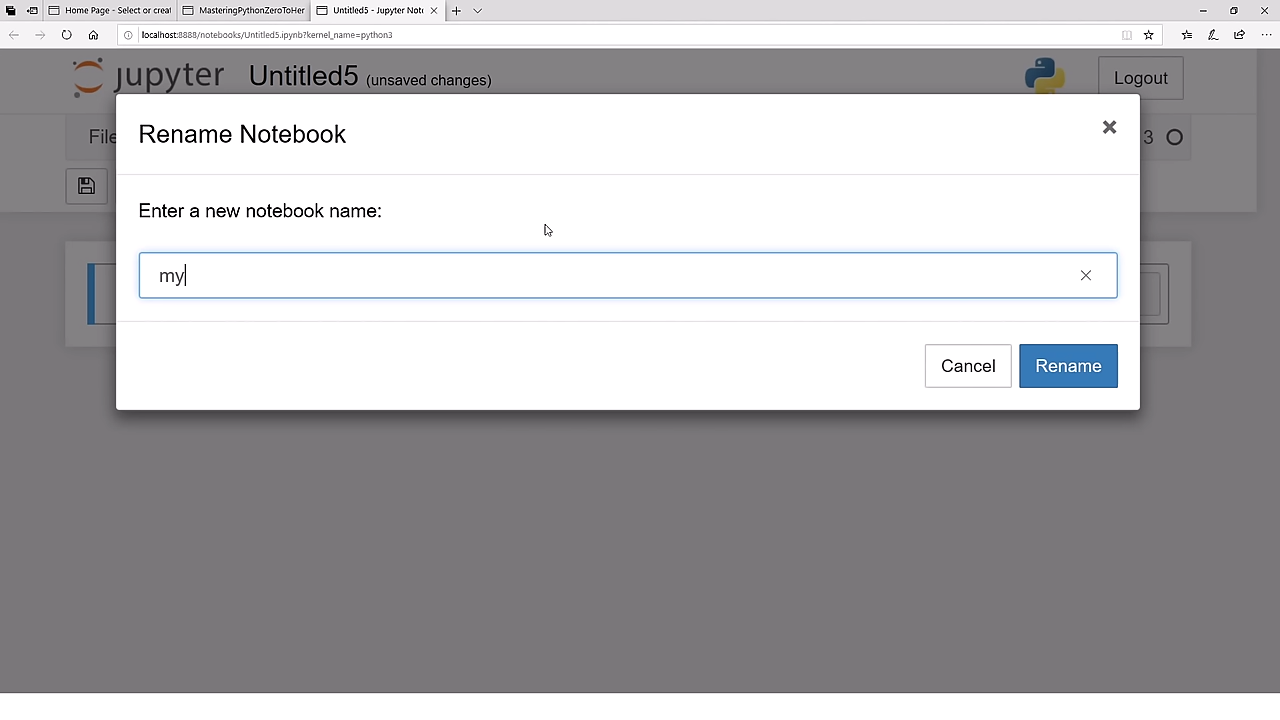 Home Page - Select or creat
MasteringPythonZeroToHer
Untitled5 - Jupyter Not
localhost:8888/notebooks/Untitled5.ipynb?kernel_name=python3
jupyter Untitled5 (unsaved changes)
Logout
Rename Notebook
File
3
Enter a new notebook name:
my
Cancel
Rename